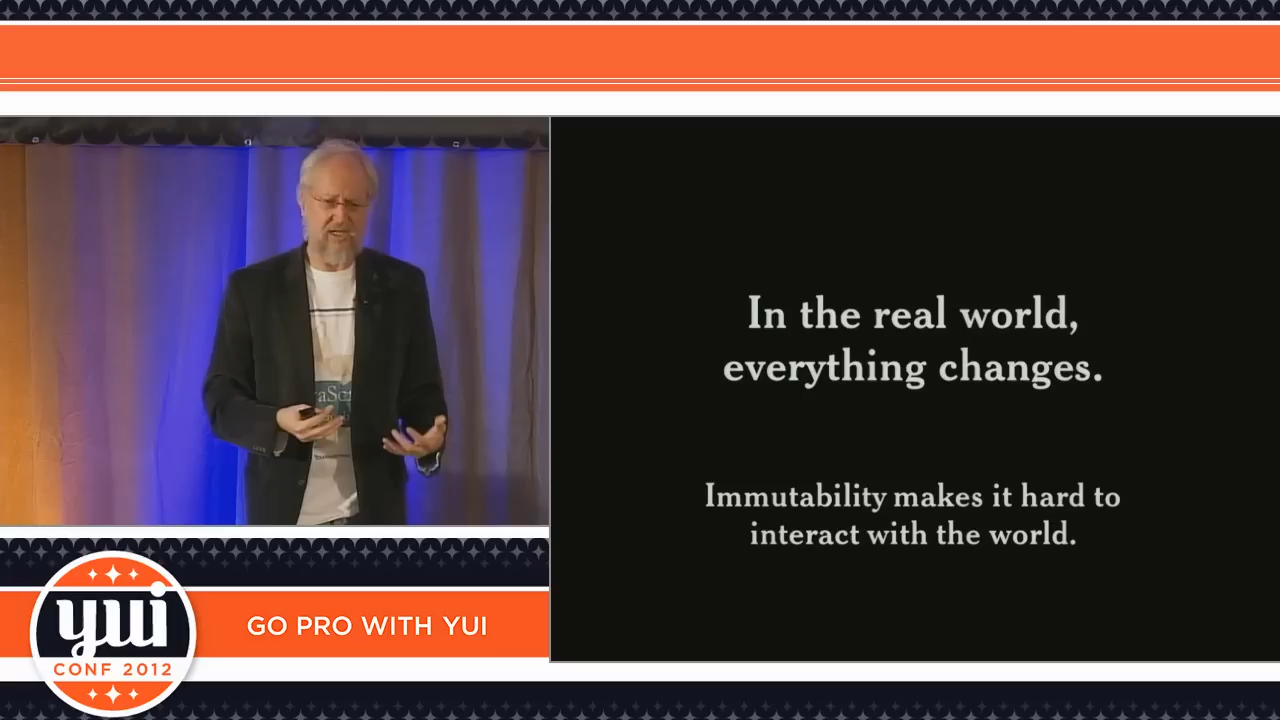 In the real world,
everything changes.
Immutability makes it hard to
interact with the world.
aScr
GO PRO WITH YUI
yui
CONF 2012